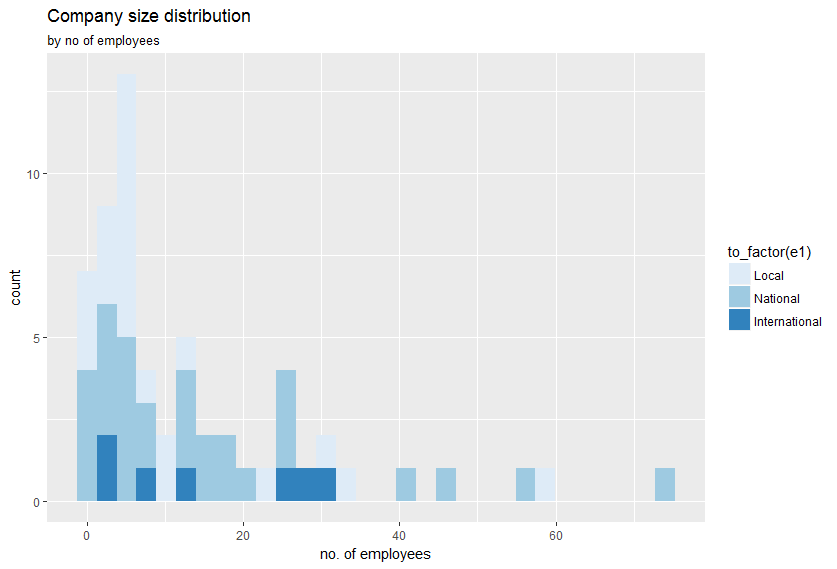 Company size distribution
by no of employees
10
5
0
count
0 20 40 60
no. of employees
to_factor(e1)
Local
National
International